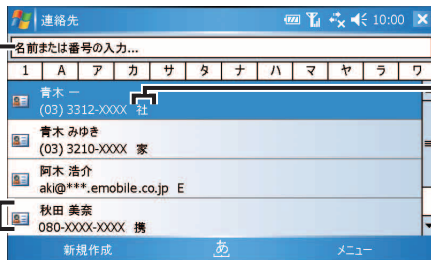 連絡先 10:00
名前または番号の入力...
1 A ア カ サ タ ナ ハ マ ヤ ラ ワ
青木 一
(03) 3312-XXXX 社
青木 みゆき
(03) 3210-XXXX 家
阿木 浩介
aki@***.emobile.co.jp E
秋田 美奈
080-XXXX-XXXX 携
新規作成 あ メニュー